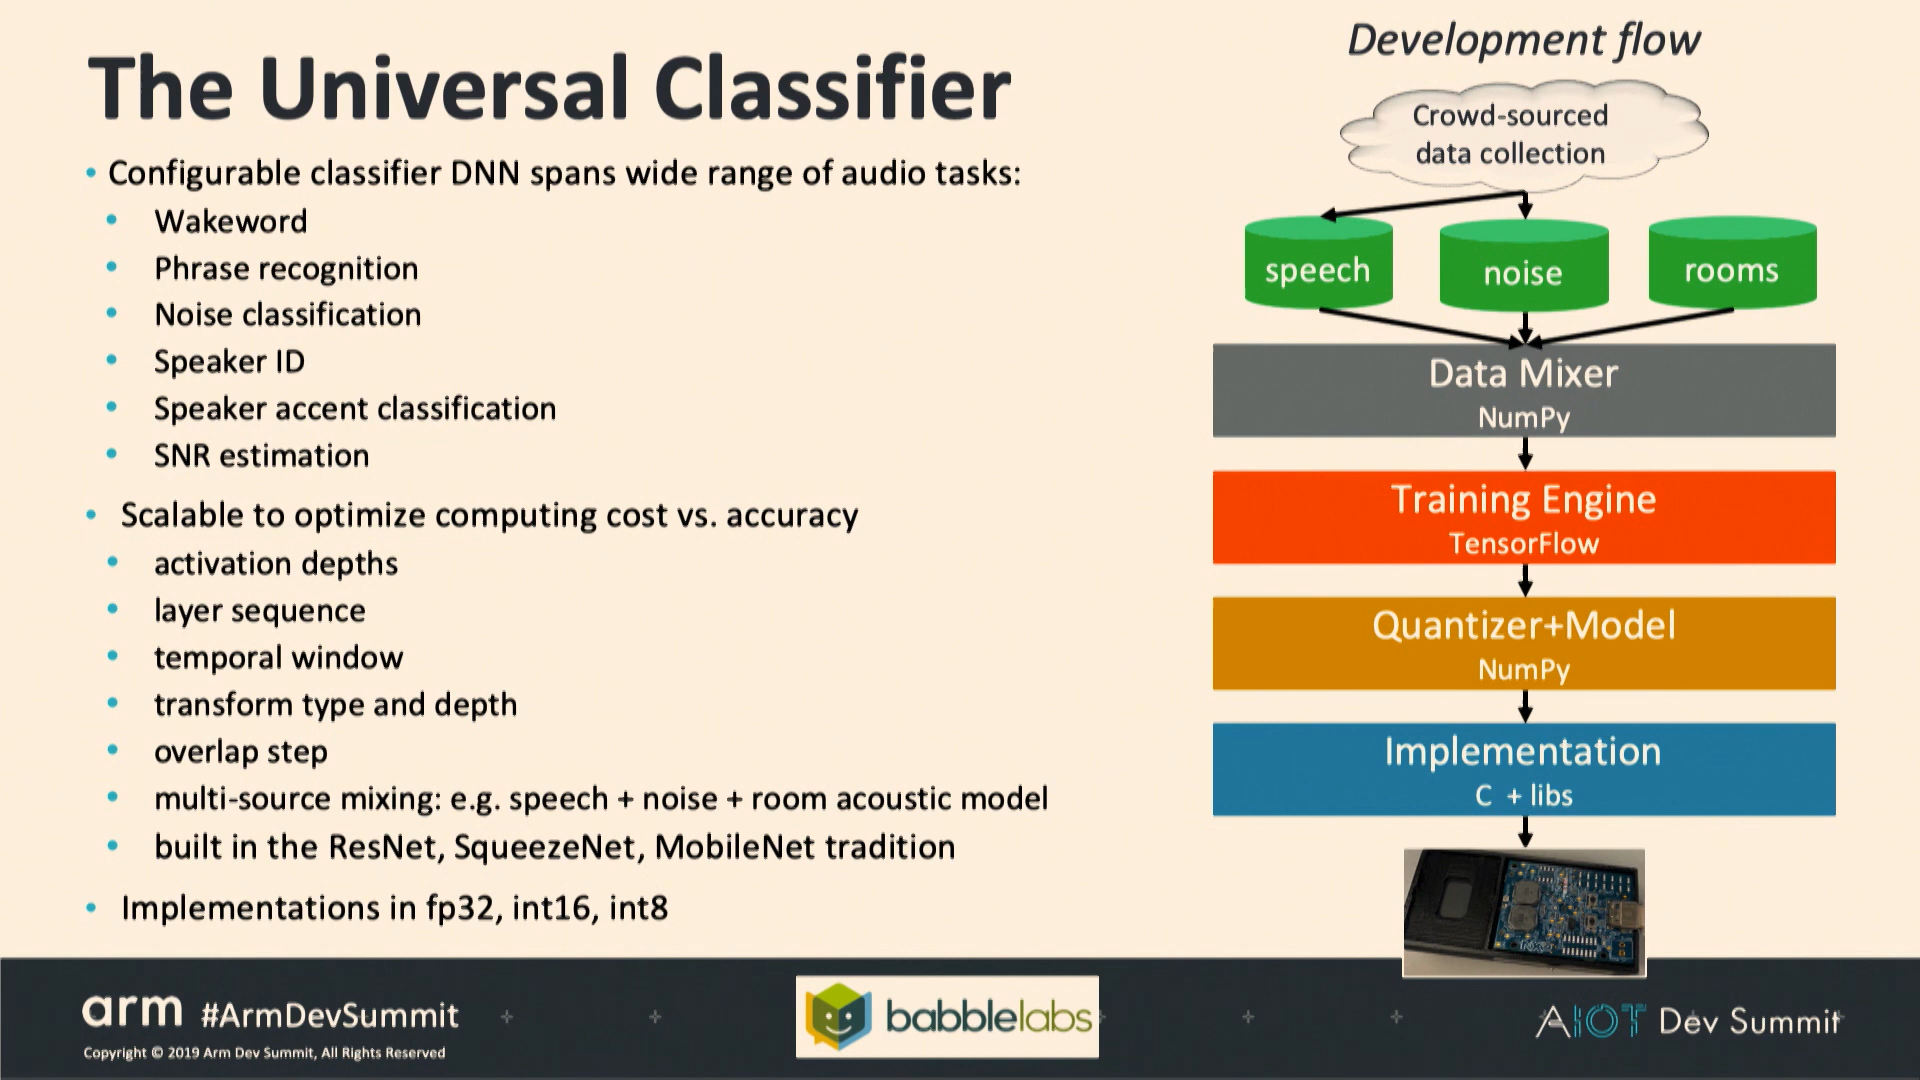 The Universal Classifier
• Configurable classifier DNN spans wide range of audio tasks:
• Wakeword
• Phrase recognition
• Noise classification
• Speaker ID
• Speaker accent classification
• SNR estimation
• Scalable to optimize computing cost vs. accuracy
• activation depths
• layer sequence
• temporal window
• transform type and depth
• overlap step
• multi-source mixing: e.g. speech + noise + room acoustic model
• built in the ResNet, SqueezeNet, MobileNet tradition
• Implementations in fp32, int16, int8
Development flow
Crowd-sourced
data collection
speech
noise
rooms
Data Mixer
NumPy
Training Engine
TensorFlow
Quantizer+Model
NumPy
Implementation
C + libs
arm #ArmDevSummit
Copyright © 2019 Arm Dev Summit, All Rights Reserved
babblelabs
AIOT Dev Summit